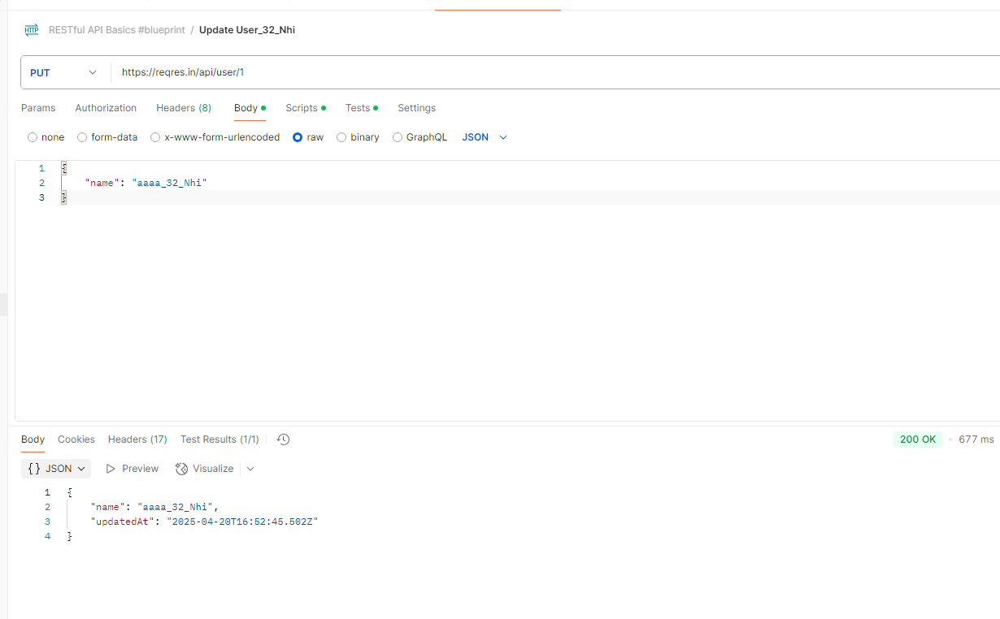 HTTP RESTful API Basics #blueprint / Update User_32_Nhi
PUT https://reqres.in/api/user/1
Params Authorization Headers (8) Body Scripts Tests Settings
none form-data x-www-form-urlencoded raw binary GraphQL JSON
1 {
2 "name": "aaaa_32_Nhi"
3 }
Body Cookies Headers (17) Test Results (1/1) 200 OK • 677 ms
{} JSON Preview Visualize
1 {
2 "name": "aaaa_32_Nhi",
3 "updatedAt": "2025-04-20T16:52:45.502Z"
4 }